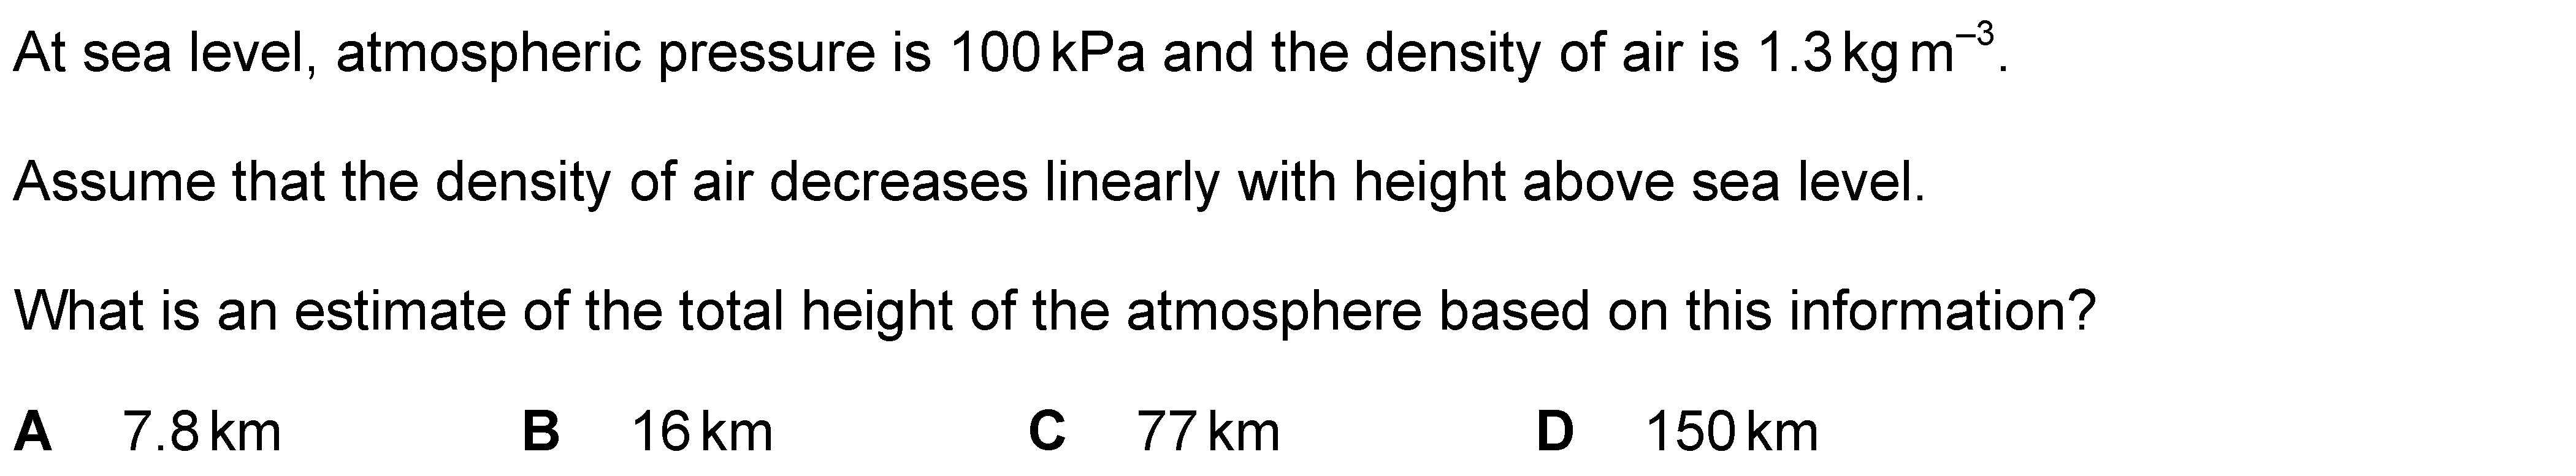 At sea level, atmospheric pressure is 100 kPa and the density of air is 1.3 kg m⁻³.
Assume that the density of air decreases linearly with height above sea level.
What is an estimate of the total height of the atmosphere based on this information?
A 7.8 km B 16 km C 77 km D 150 km